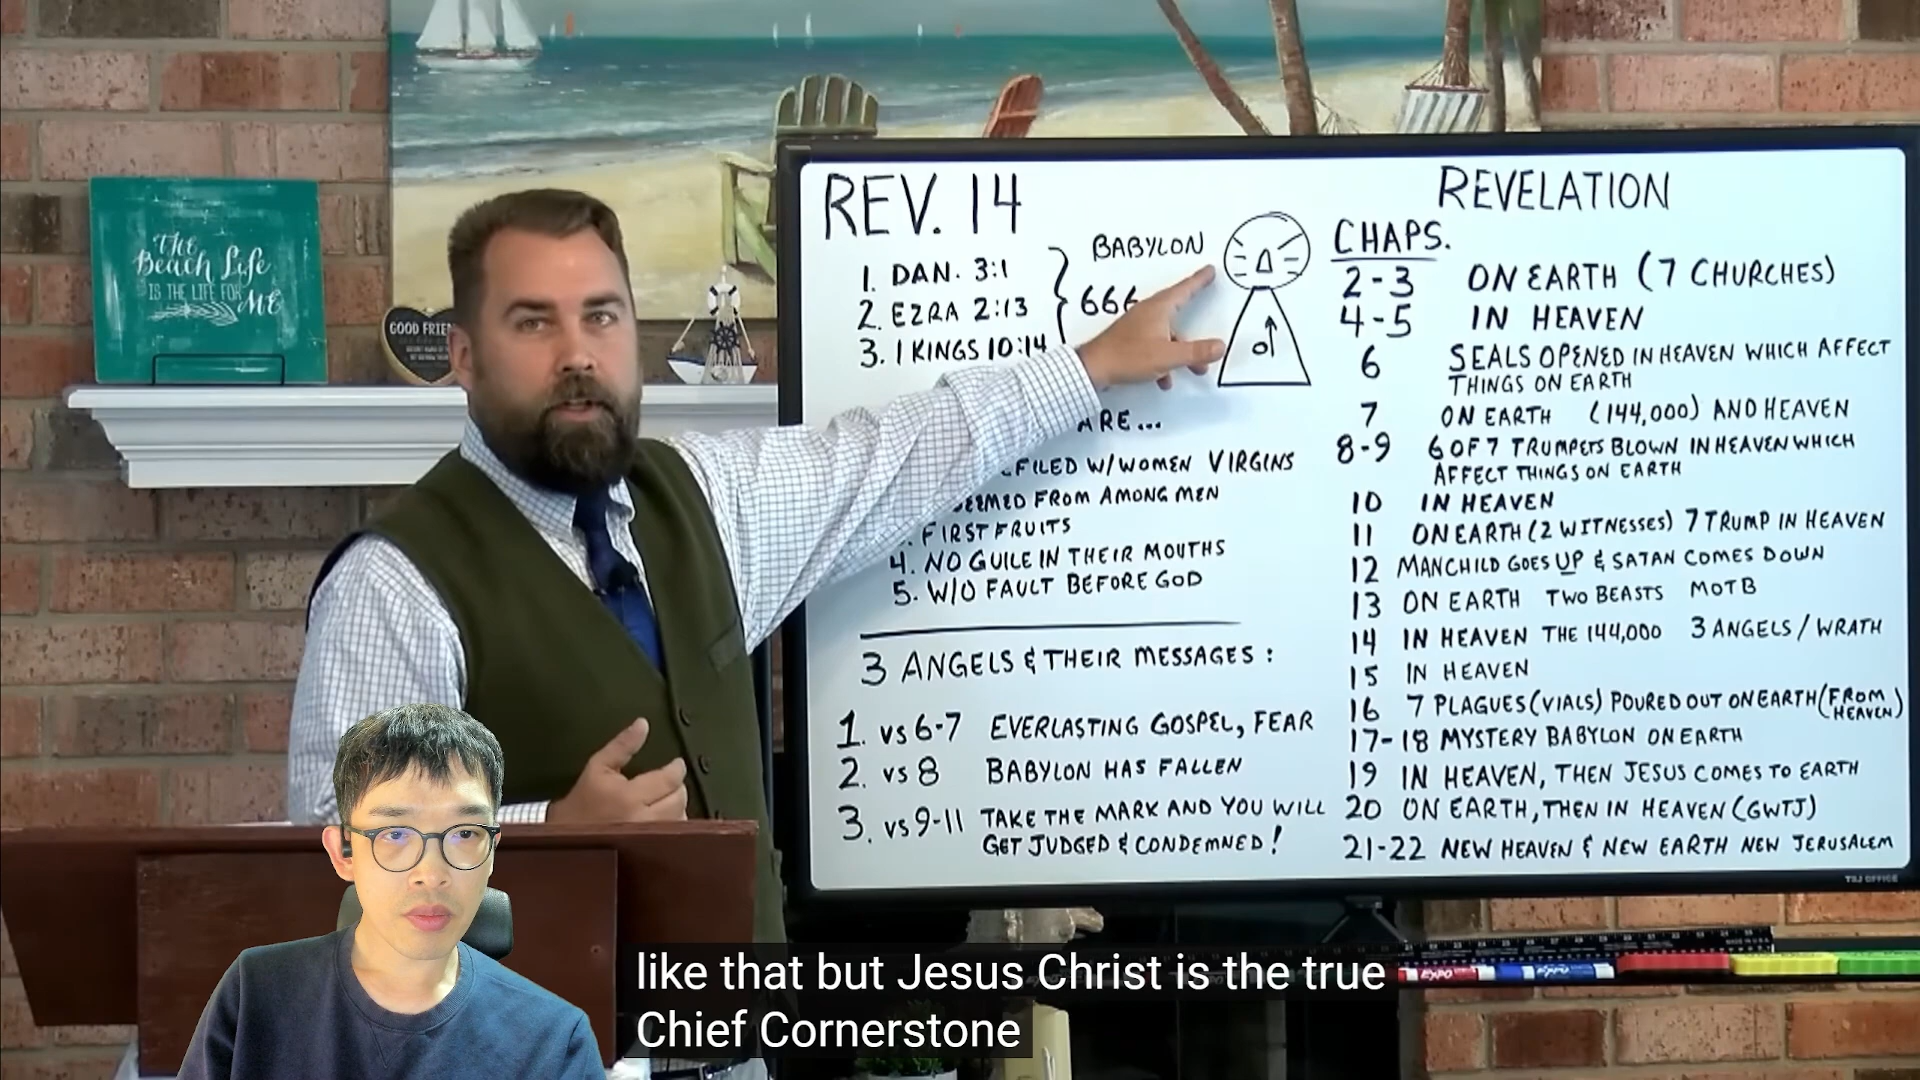 THE
Beach Life
IS THE LIFE FOR
ME
GOOD FRIE
REV. 14
1. DAN. 3:1
2. EZRA 2:13
3. 1 KINGS 10:14
BABYLON
666
ARE...
W/WOMEN VIRGINS
FROM AMONG MEN
FIRST FRUITS
4. NO GUILE IN THEIR MOUTHS
5. W/O FAULT BEFORE GOD
3 ANGELS & THEIR MESSAGES:
1. vs 6-7 EVERLASTING GOSPEL, FEAR
2. vs 8 BABYLON HAS FALLEN
3. vs 9-11 TAKE THE MARK AND YOU WILL
GET JUDGED & CONDEMNED!
REVELATION
CHAPS.
2-3 ON EARTH (7 CHURCHES)
4-5 IN HEAVEN
6 SEALS OPENED IN HEAVEN WHICH AFFECT
THINGS ON EARTH
7 ON EARTH (144,000) AND HEAVEN
8-9 6 OF 7 TRUMPETS BLOWN IN HEAVEN WHICH
AFFECT THINGS ON EARTH
10 IN HEAVEN
11 ON EARTH (2 WITNESSES) 7 TRUMP IN HEAVEN
12 MANCHILD GOES UP & SATAN COMES DOWN
13 ON EARTH TWO BEASTS MOTB
14 IN HEAVEN THE 144,000 3 ANGELS/WRATH
15 IN HEAVEN
16 7 PLAGUES (VIALS) POURED OUT ON EARTH (FROM
HEAVEN)
17-18 MYSTERY BABYLON ON EARTH
19 IN HEAVEN, THEN JESUS COMES TO EARTH
20 ON EARTH, THEN IN HEAVEN (GWTJ)
21-22 NEW HEAVEN & NEW EARTH NEW JERUSALEM
EXPO
EXPO
like that but Jesus Christ is the true
Chief Cornerstone